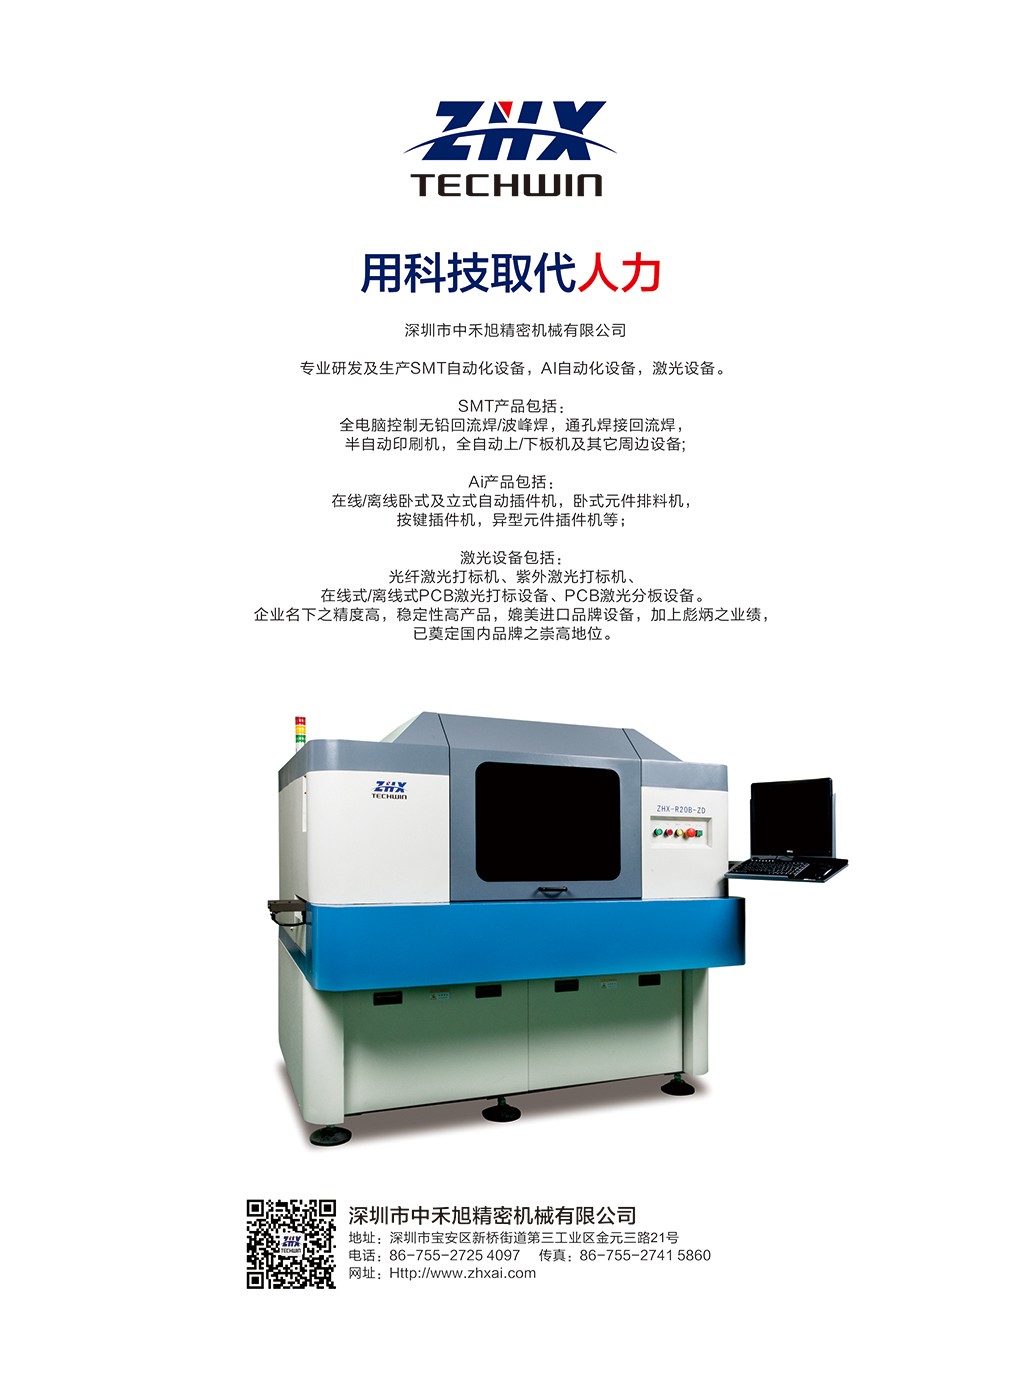 ZHX
TECHWIN
用科技取代人力
深圳市中禾旭精密机械有限公司
专业研发及生产SMT自动化设备，AI自动化设备，激光设备。
SMT产品包括：
全电脑控制无铅回流焊/波峰焊，通孔焊接回流焊，
半自动印刷机，全自动上/下板机及其它周边设备;
Ai产品包括：
在线/离线卧式及立式自动插件机，卧式元件排料机，
按键插件机，异型元件插件机等；
激光设备包括：
光纤激光打标机、紫外激光打标机、
在线式/离线式PCB激光打标设备、PCB激光分板设备。
企业名下之精度高，稳定性高产品，媲美进口品牌设备，加上彪炳之业绩，
已奠定国内品牌之崇高地位。
ZHX
TECHWIN
ZHX-R20B-ZD
ZHX
TECHWIN
深圳市中禾旭精密机械有限公司
地址：深圳市宝安区新桥街道第三工业区金元三路21号
电话：86-755-2725 4097 传真：86-755-2741 5860
网址：Http://www.zhxai.com